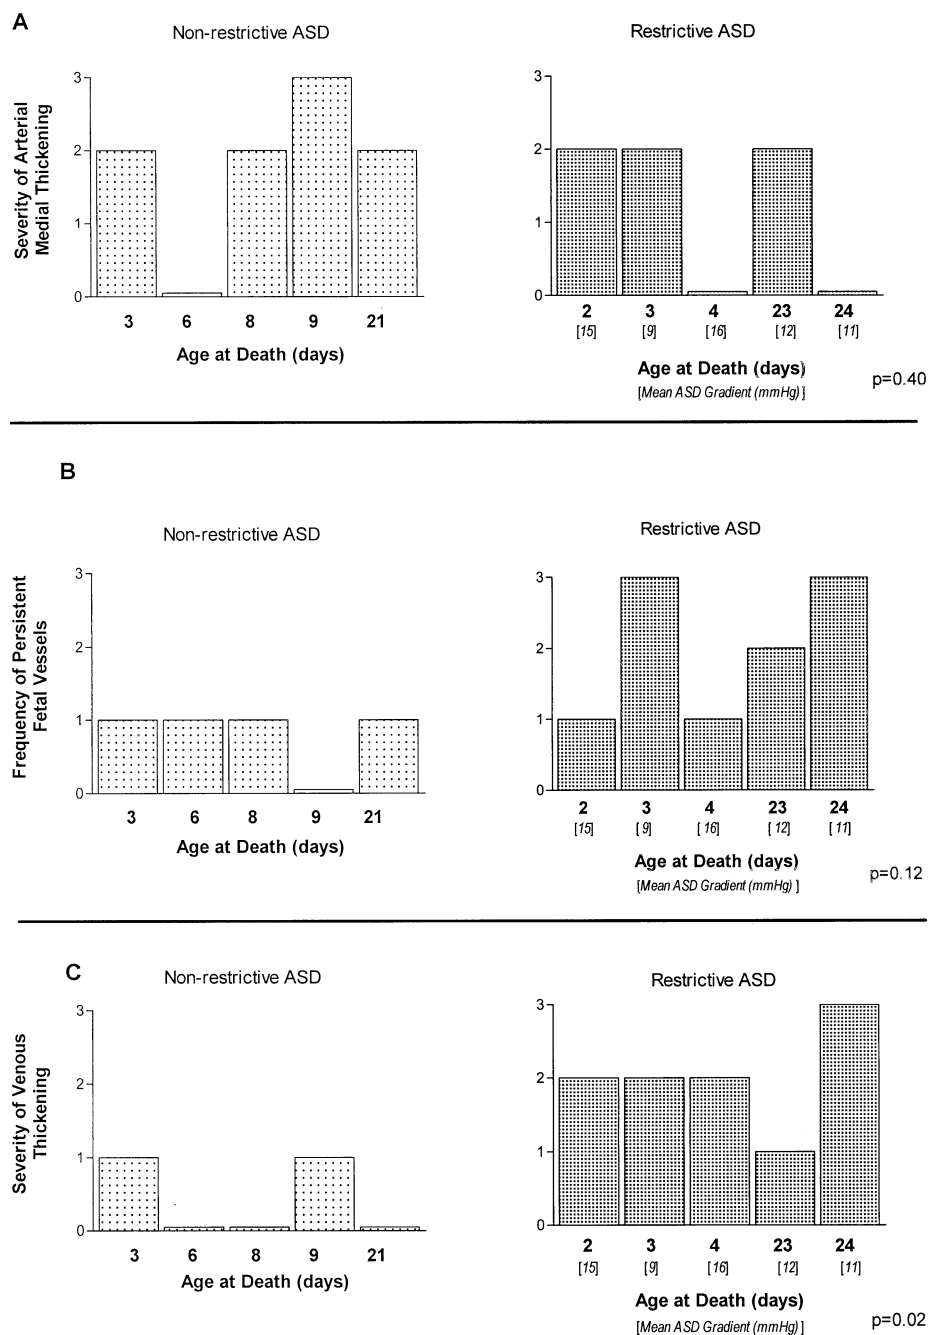 A
Non-restrictive ASD
Severity of Arterial
Medial Thickening
3
2
1
0
3 6 8 9 21
Age at Death (days)
Restrictive ASD
3
2
1
0
2 3 4 23 24
[15] [9] [16] [12] [11]
Age at Death (days)
[Mean ASD Gradient (mmHg)]
p=0.40
B
Non-restrictive ASD
Frequency of Persistent
Fetal Vessels
3
2
1
0
3 6 8 9 21
Age at Death (days)
Restrictive ASD
3
2
1
0
2 3 4 23 24
[15] [9] [16] [12] [11]
Age at Death (days)
[Mean ASD Gradient (mmHg) ]
p=0.12
C
Non-restrictive ASD
Severity of Venous
Thickening
3
2
1
0
3 6 8 9 21
Age at Death (days)
Restrictive ASD
3
2
1
0
2 3 4 23 24
[15] [9] [16] [12] [11]
Age at Death (days)
[Mean ASD Gradient (mmHg)]
p=0.02